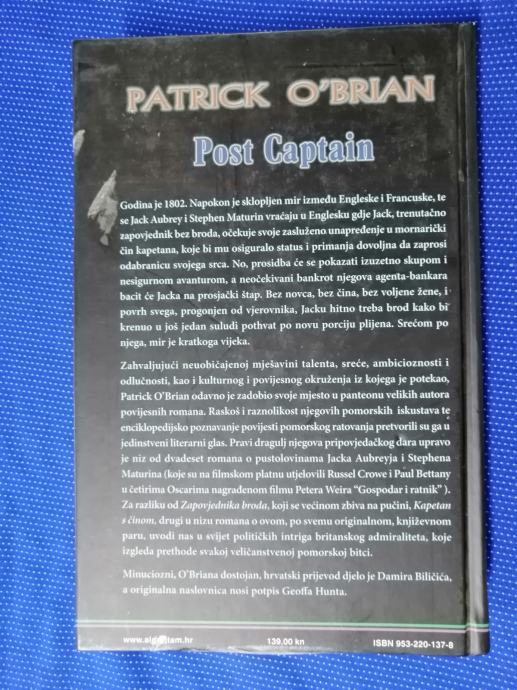 PATRICK O'BRIAN
Post Captain
Godina je 1802. Napokon je sklopljen mir između Engleske i Francuske, te
se Jack Aubrey i Stephen Maturin vraćaju u Englesku gdje Jack, trenutačno
zapovjednik bez broda, očekuje svoje zasluženo unapređenje u mornarički
čin kapetana, koje bi mu osiguralo status i primanja dovoljna da zaprosi
odabranicu svojega srca. No, prosidba će se pokazati izuzetno skupom i
nesigurnom avanturom, a neočekivani bankrot njegova agenta-bankara
bacit će Jacka na prosjački štap. Bez novca, bez čina, bez voljene žene, i
povrh svega, progonjen od vjerovnika, Jacku hitno treba brod kako bi
krenuo u još jedan suludi pothvat po novu porciju plijena. Srećom po
njega, mir je kratkoga vijeka.
Zahvaljujući neuobičajenoj mješavini talenta, sreće, ambicioznosti i
odlučnosti, kao i kulturnog i povijesnog okruženja iz kojega je potekao,
Patrick O'Brian odavno je zadobio svoje mjesto u panteonu velikih autora
povijesnih romana. Raskoš i raznolikost njegovih pomorskih iskustava te
enciklopedijsko poznavanje povijesti pomorskog ratovanja pretvorili su ga u
jedinstveni literarni glas. Pravi dragulj njegova pripovjedačkog dara upravo
je niz od dvadeset romana o pustolovinama Jacka Aubreyja i Stephena
Maturina (koje su na filmskom platnu utjelovili Russel Crowe i Paul Bettany
u četirima Oscarima nagrađenom filmu Petera Weira “Gospodar i ratnik” ).
Za razliku od Zapovjednika broda, koji se većinom zbiva na pučini, Kapetan
s činom, drugi u nizu romana o ovom, po svemu originalnom, književnom
paru, uvodi nas u svijet političkih intriga britanskog admiraliteta, koje
izgleda prethode svakoj veličanstvenoj pomorskoj bitci.
Minuciozni, O'Briana dostojan, hrvatski prijevod djelo je Damira Biličića,
a originalna naslovnica nosi potpis Geoffa Hunta.
www.algoritam.hr 139.00 kn ISBN 953-220-137-8